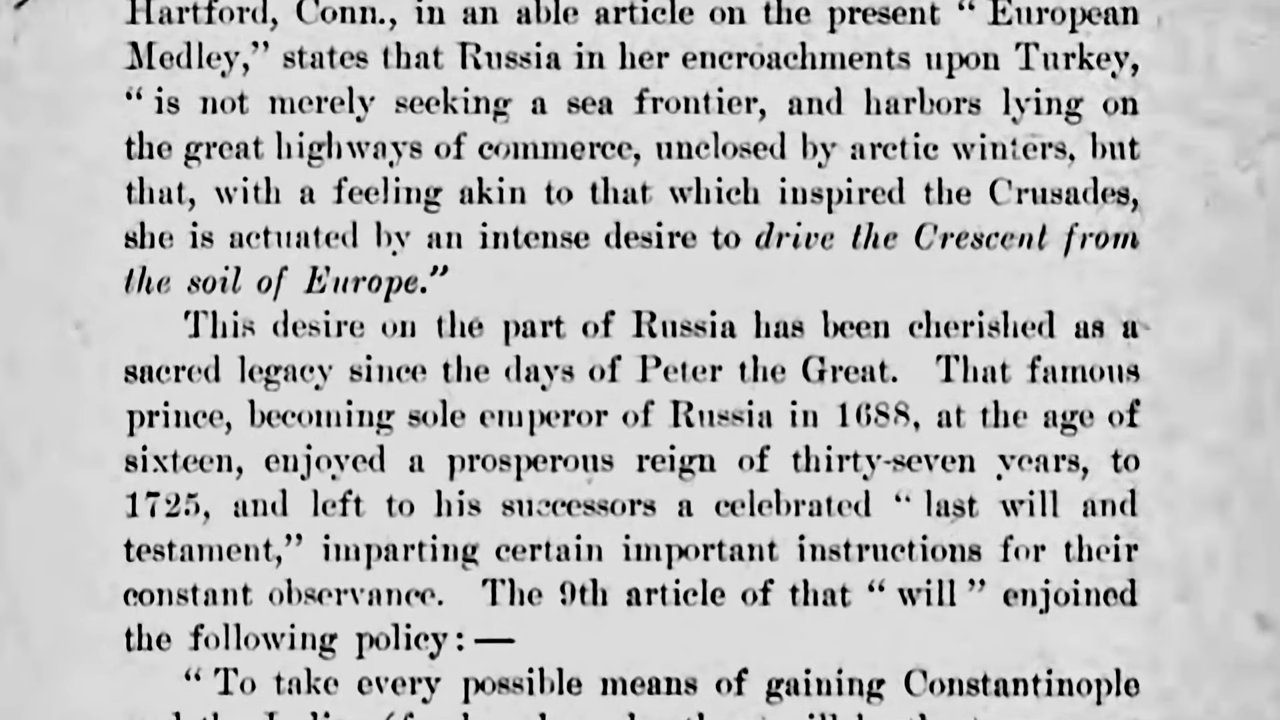 Hartford, Conn., in an able article on the present “ European
Medley,” states that Russia in her encroachments upon Turkey,
“ is not merely seeking a sea frontier, and harbors lying on
the great highways of commerce, unclosed by arctic winters, but
that, with a feeling akin to that which inspired the Crusades,
she is actuated by an intense desire to drive the Crescent from
the soil of Europe.”
This desire on the part of Russia has been cherished as a
sacred legacy since the days of Peter the Great. That famous
prince, becoming sole emperor of Russia in 1688, at the age of
sixteen, enjoyed a prosperous reign of thirty-seven years, to
1725, and left to his successors a celebrated “ last will and
testament,” imparting certain important instructions for their
constant observance. The 9th article of that “ will ” enjoined
the following policy: —
“ To take every possible means of gaining Constantinople